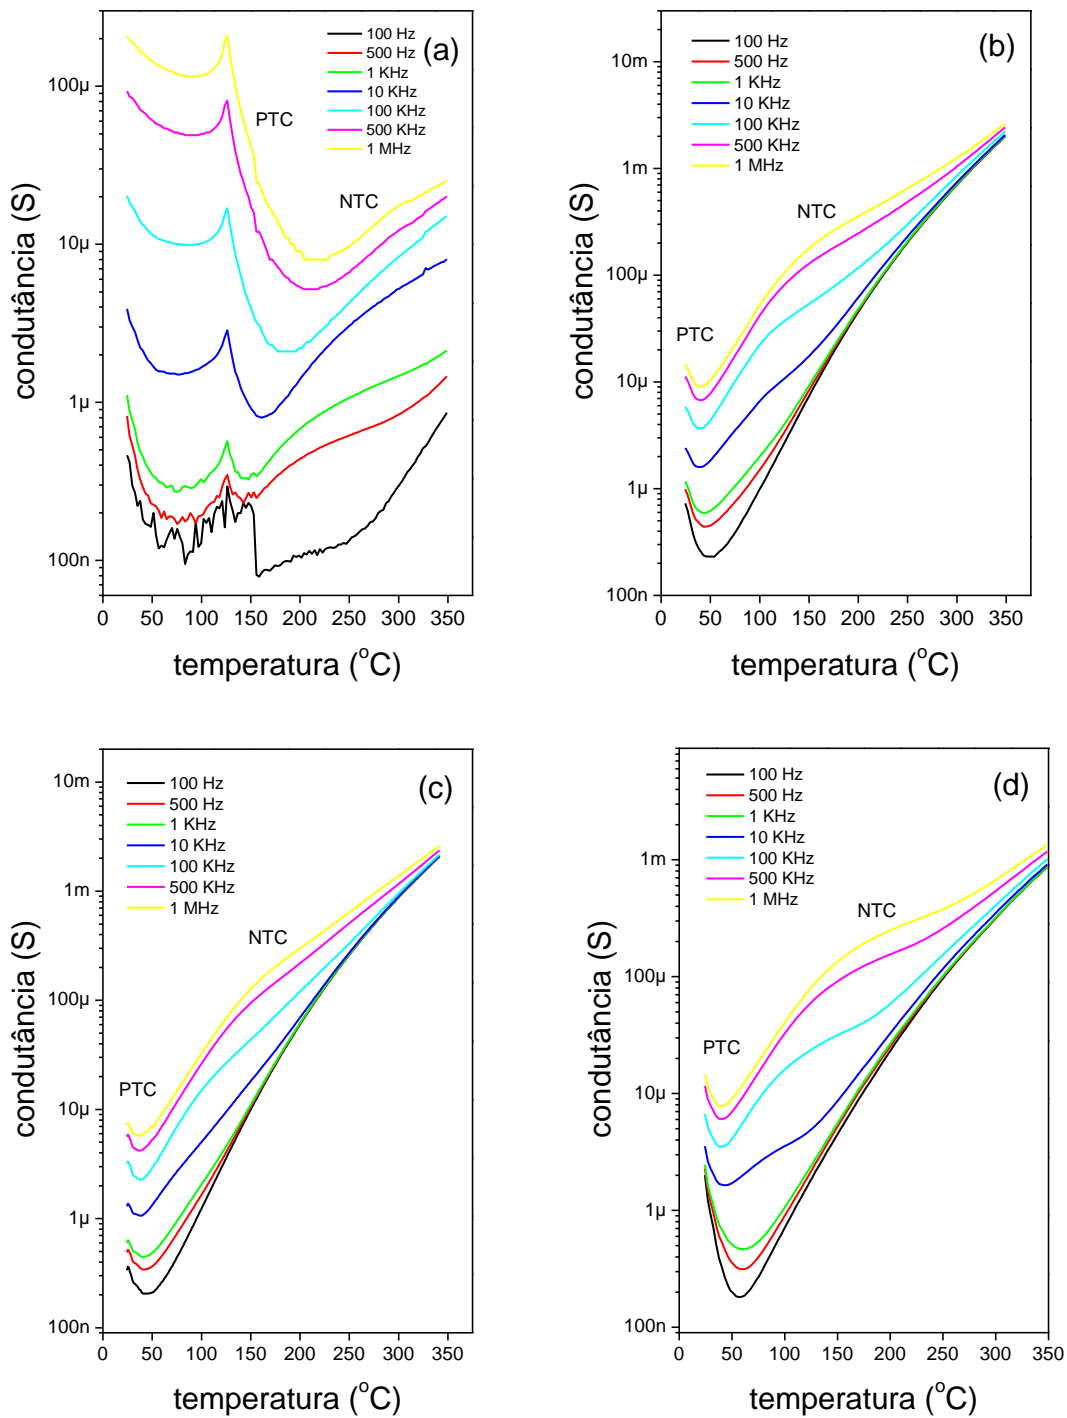 (a)
100 Hz
500 Hz
1 KHz
10 KHz
100 KHz
500 KHz
1 MHz
PTC
NTC
100µ
10µ
1µ
100n
condutância (S)
0 50 100 150 200 250 300 350
temperatura (°C)
(b)
100 Hz
500 Hz
1 KHz
10 KHz
100 KHz
500 KHz
1 MHz
NTC
PTC
10m
1m
100µ
10µ
1µ
100n
condutância (S)
0 50 100 150 200 250 300 350
temperatura (°C)
(c)
100 Hz
500 Hz
1 KHz
10 KHz
100 KHz
500 KHz
1 MHz
NTC
PTC
10m
1m
100µ
10µ
1µ
100n
condutância (S)
0 50 100 150 200 250 300 350
temperatura (°C)
(d)
100 Hz
500 Hz
1 KHz
10 KHz
100 KHz
500 KHz
1 MHz
NTC
PTC
1m
100µ
10µ
1µ
100n
condutância (S)
0 50 100 150 200 250 300 350
temperatura (°C)